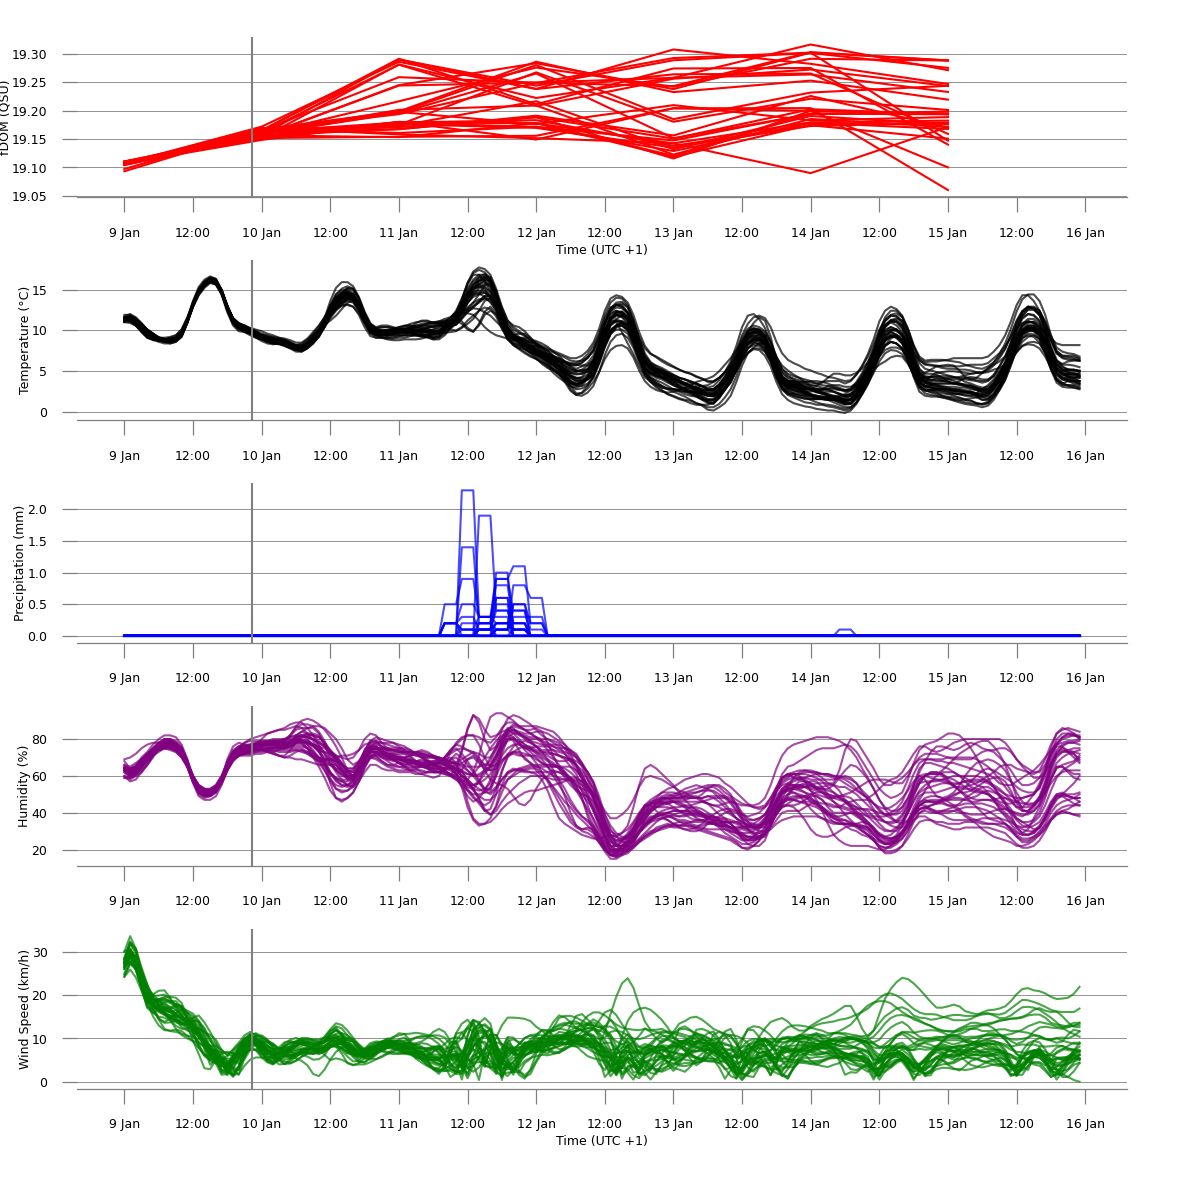 19.30
19.25
19.20
19.15
19.10
19.05
fDOM (QSU)
9 Jan 12:00 10 Jan 12:00 11 Jan 12:00 12 Jan 12:00 13 Jan 12:00 14 Jan 12:00 15 Jan 12:00 16 Jan
Time (UTC +1)
15
10
5
0
Temperature (°C)
9 Jan 12:00 10 Jan 12:00 11 Jan 12:00 12 Jan 12:00 13 Jan 12:00 14 Jan 12:00 15 Jan 12:00 16 Jan
2.0
1.5
1.0
0.5
0.0
Precipitation (mm)
9 Jan 12:00 10 Jan 12:00 11 Jan 12:00 12 Jan 12:00 13 Jan 12:00 14 Jan 12:00 15 Jan 12:00 16 Jan
80
60
40
20
Humidity (%)
9 Jan 12:00 10 Jan 12:00 11 Jan 12:00 12 Jan 12:00 13 Jan 12:00 14 Jan 12:00 15 Jan 12:00 16 Jan
30
20
10
0
Wind Speed (km/h)
9 Jan 12:00 10 Jan 12:00 11 Jan 12:00 12 Jan 12:00 13 Jan 12:00 14 Jan 12:00 15 Jan 12:00 16 Jan
Time (UTC +1)